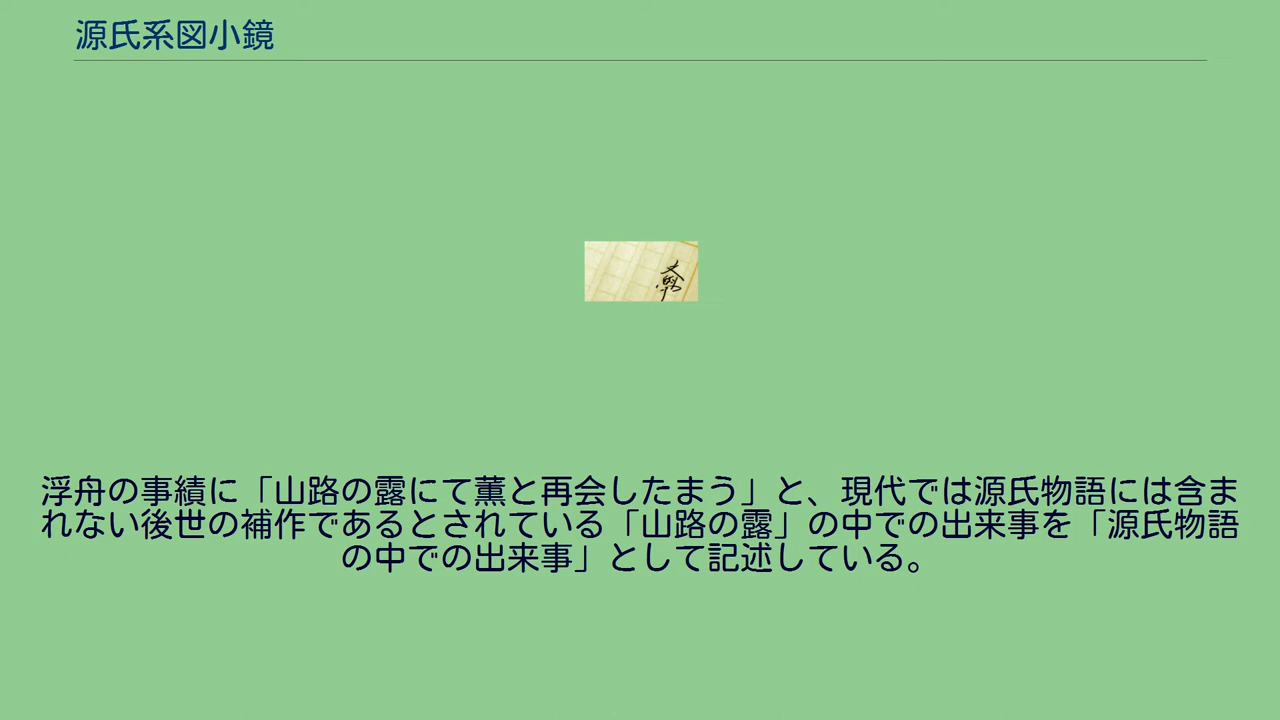 源氏系図小鏡
浮舟の事績に「山路の露にて薫と再会したまう」と、現代では源氏物語には含ま
れない後世の補作であるとされている「山路の露」の中での出来事を「源氏物語
の中での出来事」として記述している。